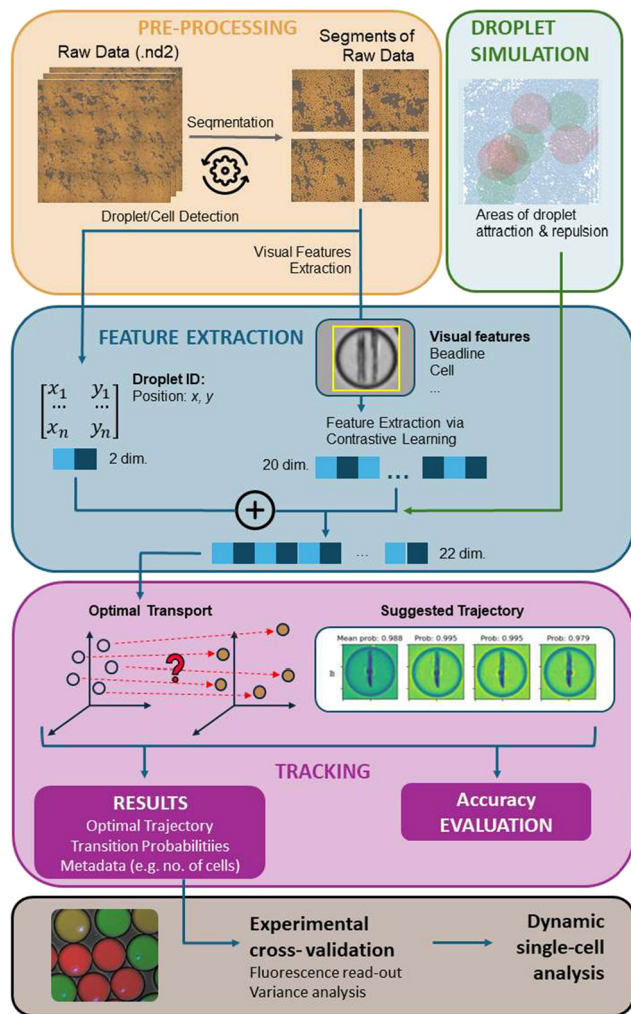 PRE-PROCESSING
Raw Data (.nd2)
Segments of
Raw Data
Seqmentation
Droplet/Cell Detection
Visual Features
Extraction
DROPLET
SIMULATION
Areas of droplet
attraction & repulsion
FEATURE EXTRACTION
x1 y1
... ...
xn yn
Droplet ID:
Position: x, y
2 dim.
Visual features
Beadline
Cell
...
Feature Extraction via
Contrastive Learning
20 dim.
...
+
...
22 dim.
Optimal Transport
?
Suggested Trajectory
Mean prob: 0.988 Prob: 0.995 Prob: 0.995 Prob: 0.979
TRACKING
RESULTS
Optimal Trajectory
Transition Probabilitiies
Metadata (e.g. no. of cells)
Accuracy
EVALUATION
Experimental
cross- validation
Fluorescence read-out
Variance analysis
Dynamic
single-cell
analysis